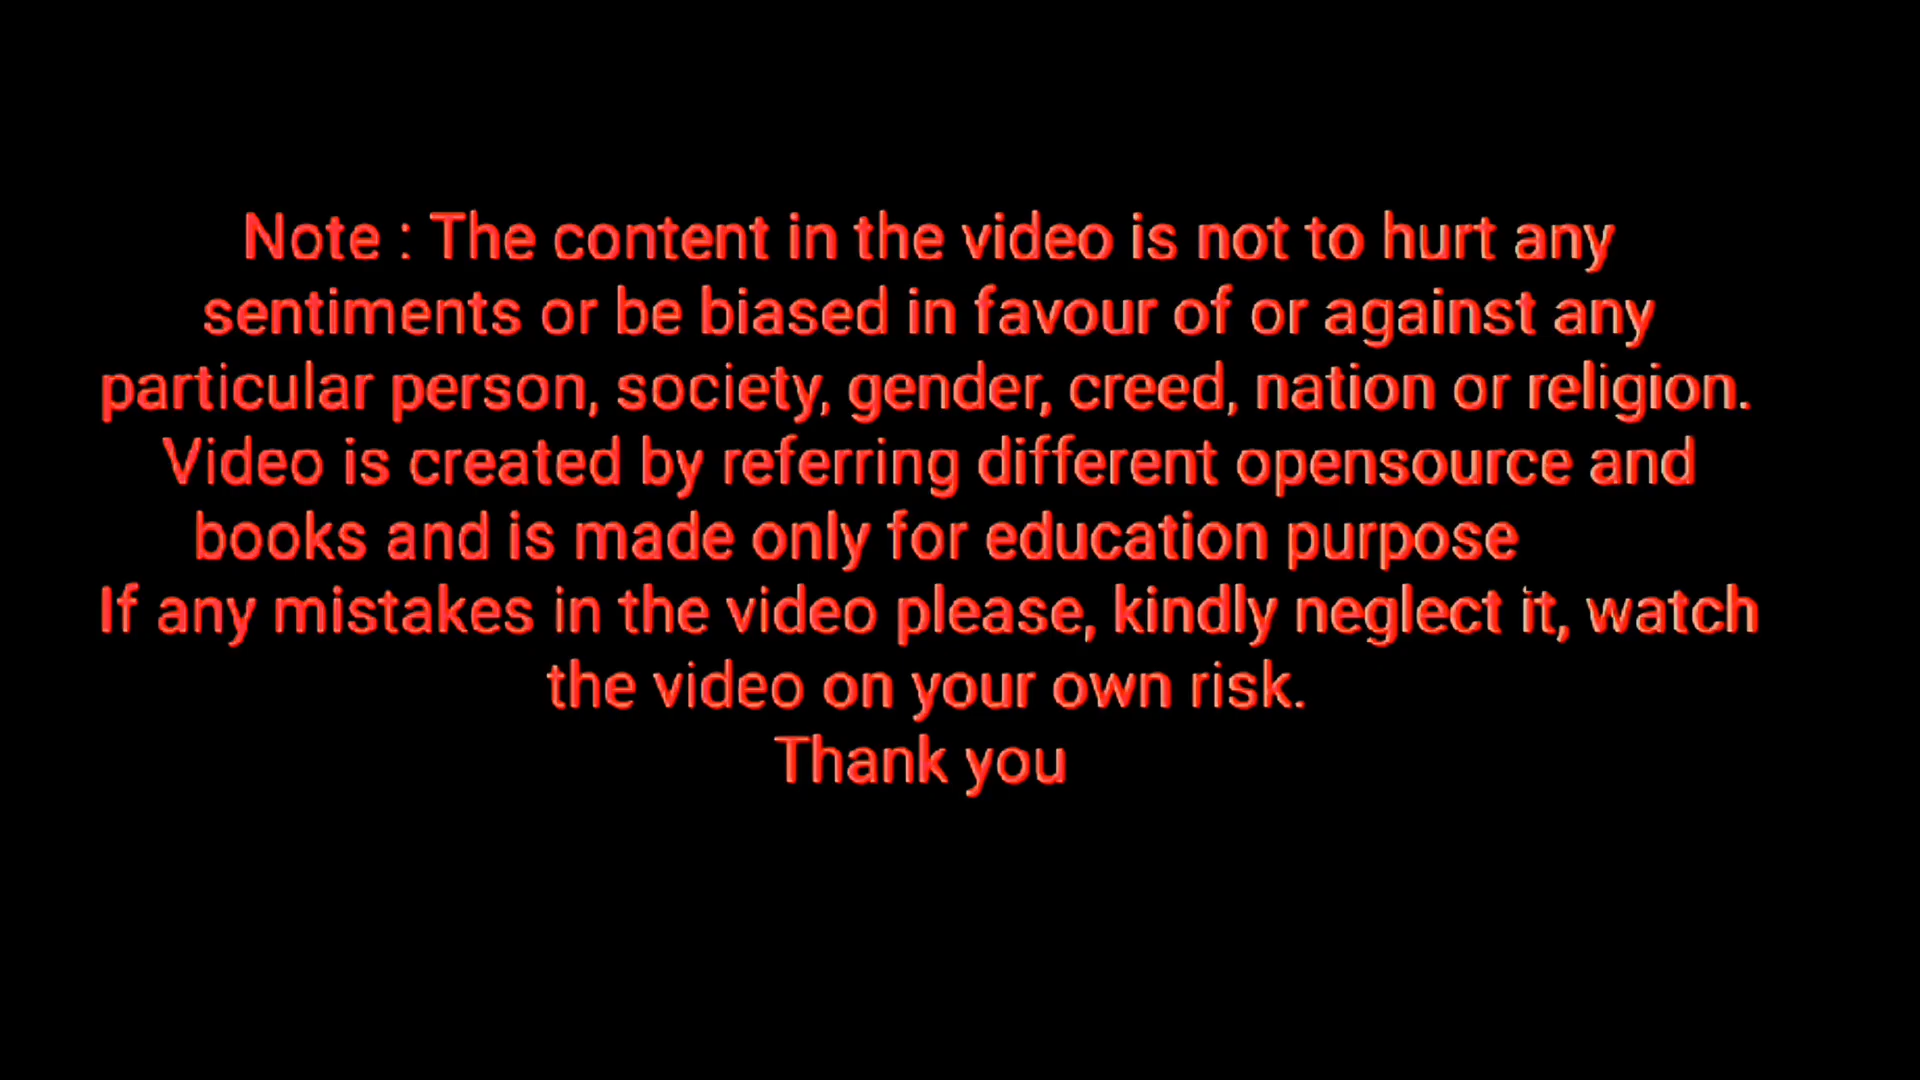 Note : The content in the video is not to hurt any
sentiments or be biased in favour of or against any
particular person, society, gender, creed, nation or religion.
Video is created by referring different opensource and
books and is made only for education purpose
If any mistakes in the video please, kindly neglect it, watch
the video on your own risk.
Thank you